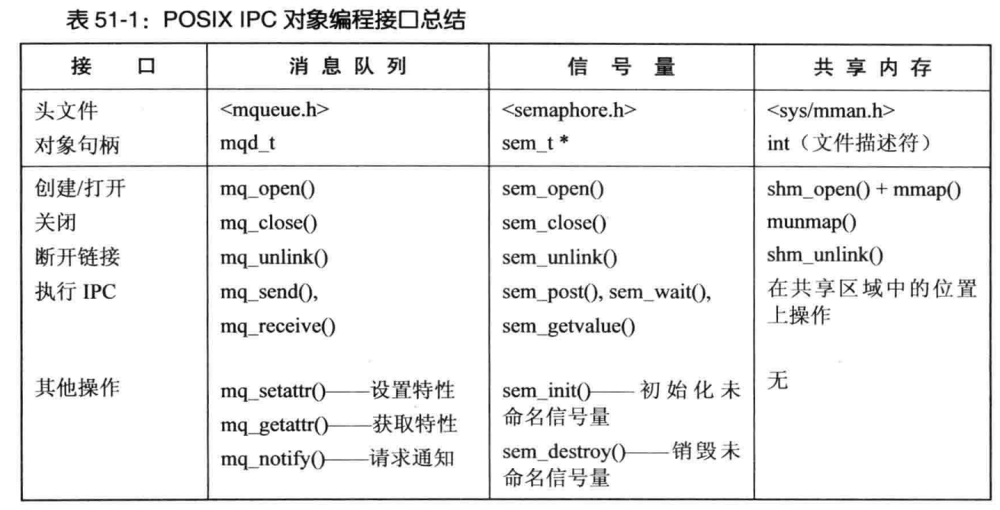 表 51-1：POSIX IPC 对象编程接口总结
接 口 消 息 队 列 信 号 量 共 享 内 存
头文件 <mqueue.h> <semaphore.h> <sys/mman.h>
对象句柄 mqd_t sem_t * int（文件描述符）
创建/打开 mq_open() sem_open() shm_open() + mmap()
关闭 mq_close() sem_close() munmap()
断开链接 mq_unlink() sem_unlink() shm_unlink()
执行 IPC mq_send(), sem_post(), sem_wait(), 在共享区域中的位置
上操作
mq_receive() sem_getvalue()
其他操作 mq_setattr()——设置特性 sem_init()——初始化未 无
命名信号量
mq_getattr()——获取特性
mq_notify()——请求通知 sem_destroy()——销毁未
命名信号量